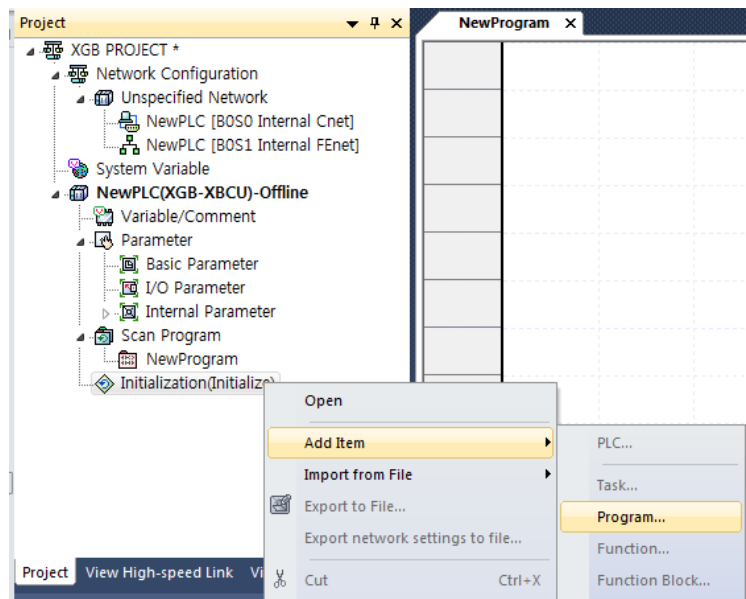 Project
NewProgram
XGB PROJECT *
Network Configuration
Unspecified Network
NewPLC [B0S0 Internal Cnet]
NewPLC [B0S1 Internal FEnet]
System Variable
NewPLC(XGB-XBCU)-Offline
Variable/Comment
Parameter
Basic Parameter
I/O Parameter
Internal Parameter
Scan Program
NewProgram
Initialization(Initialize)
Open
Add Item
Import from File
Export to File...
Export network settings to file...
Cut Ctrl+X
PLC...
Task...
Program...
Function...
Function Block...
Project View High-speed Link